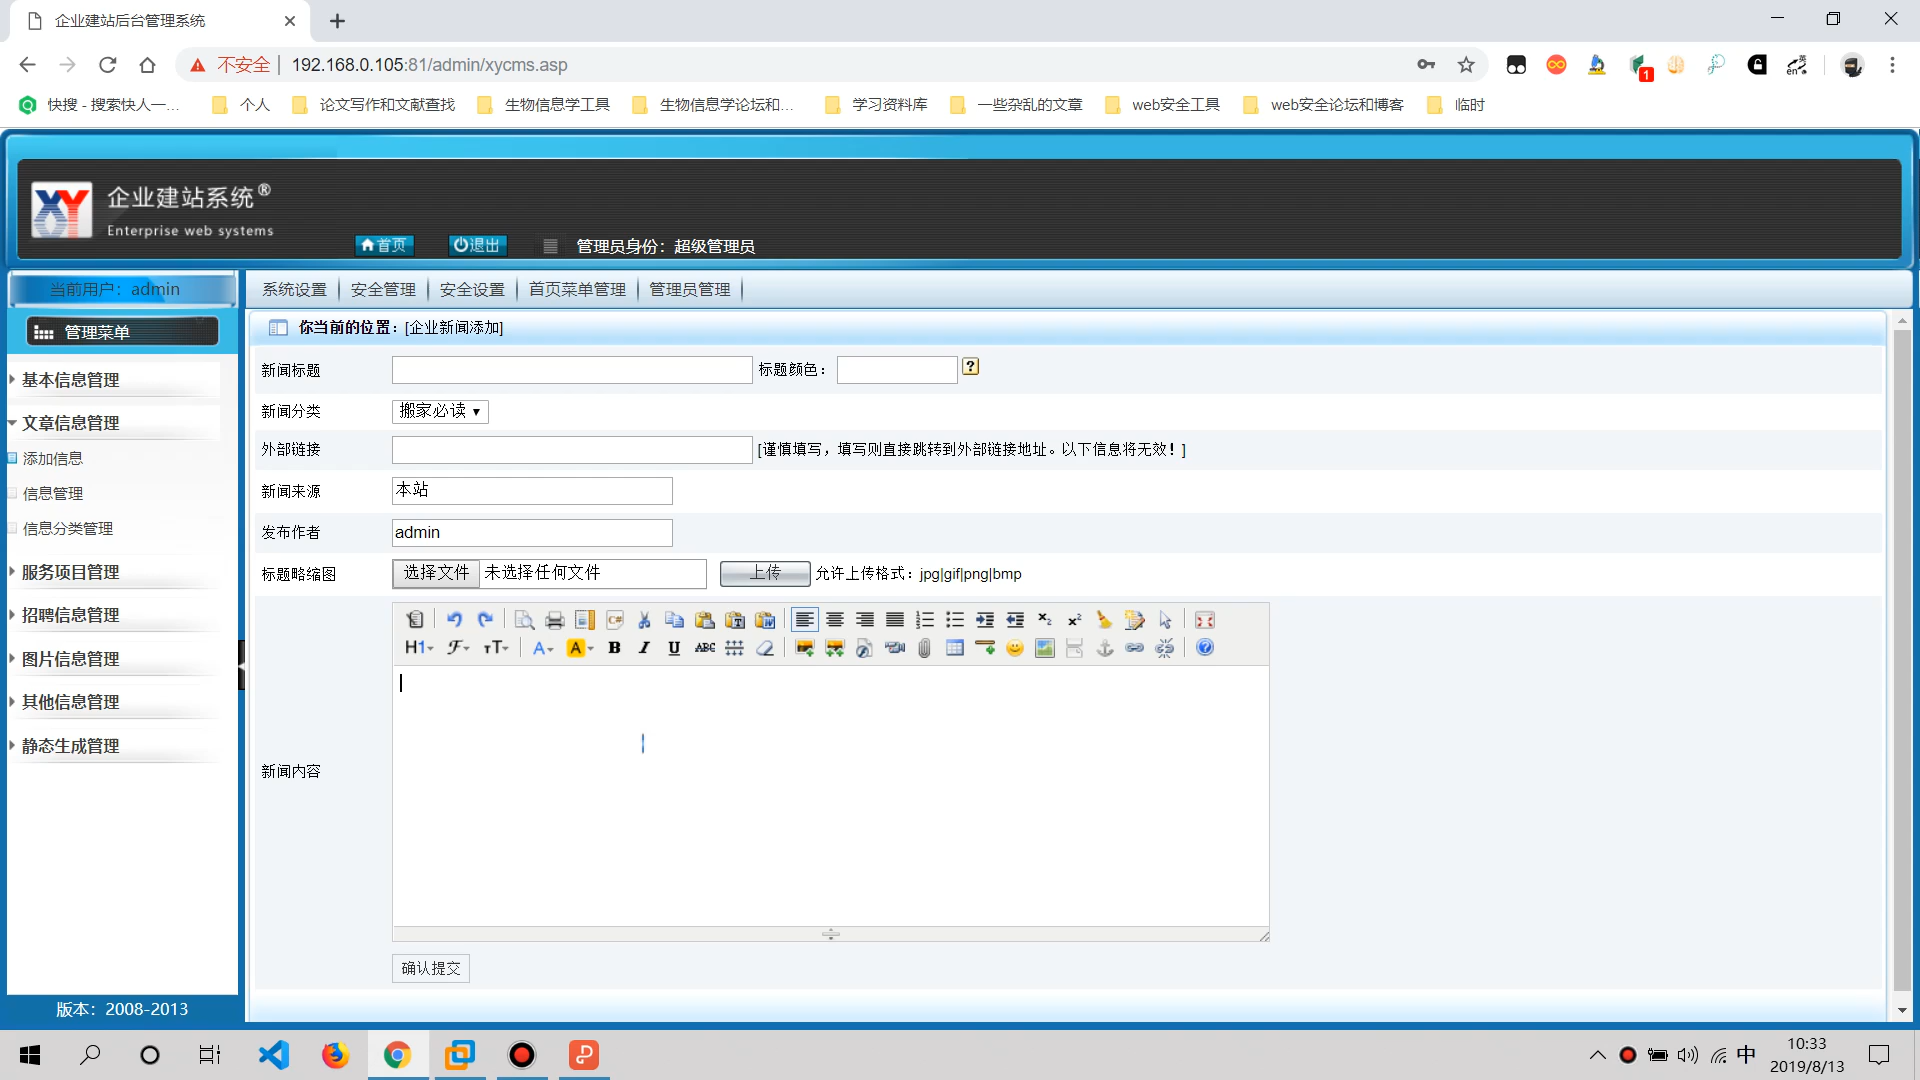 企业建站后台管理系统
不安全 | 192.168.0.105:81/admin/xycms.asp
快搜 - 搜索快人一... 个人 论文写作和文献查找 生物信息学工具 生物信息学论坛和... 学习资料库 一些杂乱的文章 web安全工具 web安全论坛和博客 临时
XY 企业建站系统®
Enterprise web systems
首页 退出 管理员身份：超级管理员
当前用户：admin
系统设置 安全管理 安全设置 首页菜单管理 管理员管理
管理菜单
你当前的位置：[企业新闻添加]
基本信息管理
文章信息管理
添加信息
信息管理
信息分类管理
服务项目管理
招聘信息管理
图片信息管理
其他信息管理
静态生成管理
版本：2008-2013
新闻标题 标题颜色： ?
新闻分类 搬家必读
外部链接 [谨慎填写，填写则直接跳转到外部链接地址。以下信息将无效！]
新闻来源 本站
发布作者 admin
标题略缩图 选择文件 未选择任何文件 上传 允许上传格式：jpg|gif|png|bmp
H1 F TT A A B I U ABC
新闻内容
确认提交
中 10:33
2019/8/13